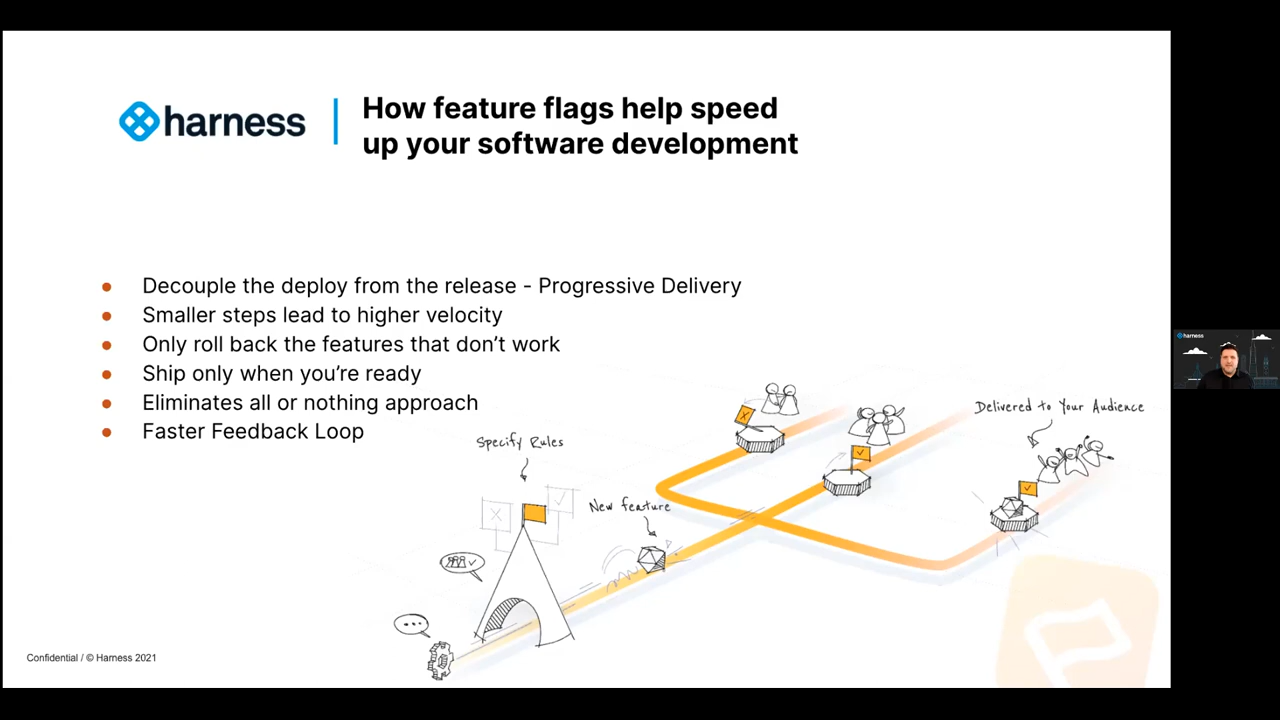 harness
How feature flags help speed
up your software development
● Decouple the deploy from the release - Progressive Delivery
● Smaller steps lead to higher velocity
● Only roll back the features that don’t work
● Ship only when you’re ready
● Eliminates all or nothing approach
● Faster Feedback Loop
Specify Rules
New feature
Delivered to Your Audience
Confidential / © Harness 2021
harness